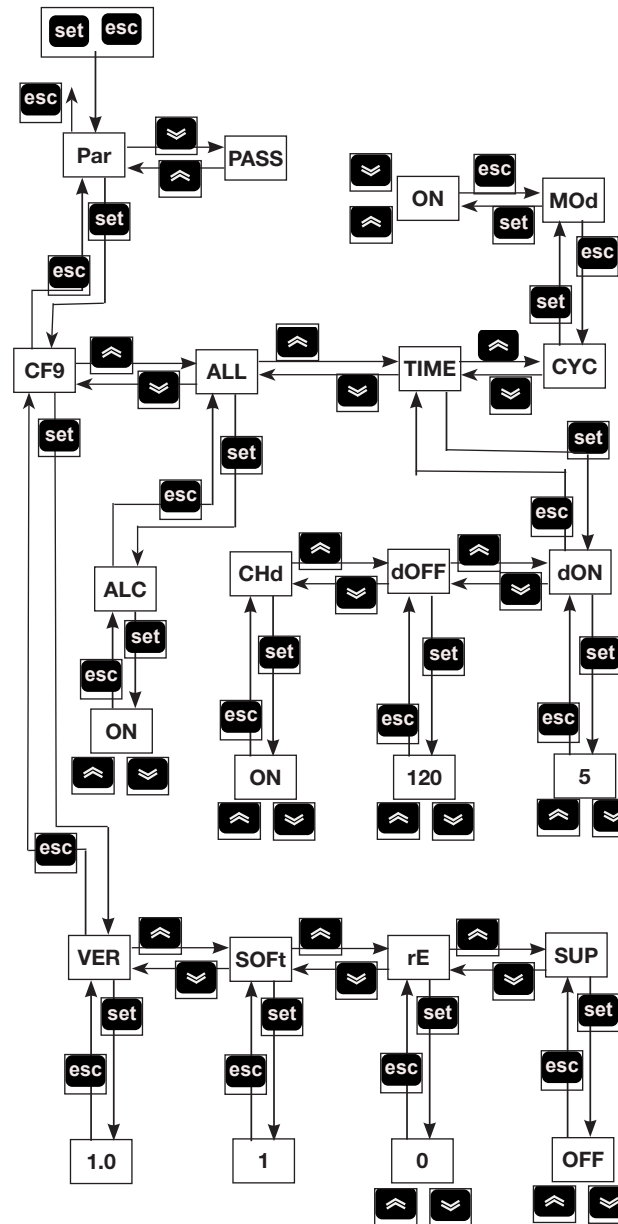 set esc
esc
Par
PASS
set
esc
ON
esc
MOd
set
esc
set
CF9
ALL
TIME
CYC
set
set
set
esc
esc
ALC
CHd
dOFF
dON
set
set
set
set
esc
esc
esc
esc
ON
ON
120
5
esc
VER
SOFt
rE
SUP
set
set
set
set
esc
esc
esc
esc
1.0
1
0
OFF